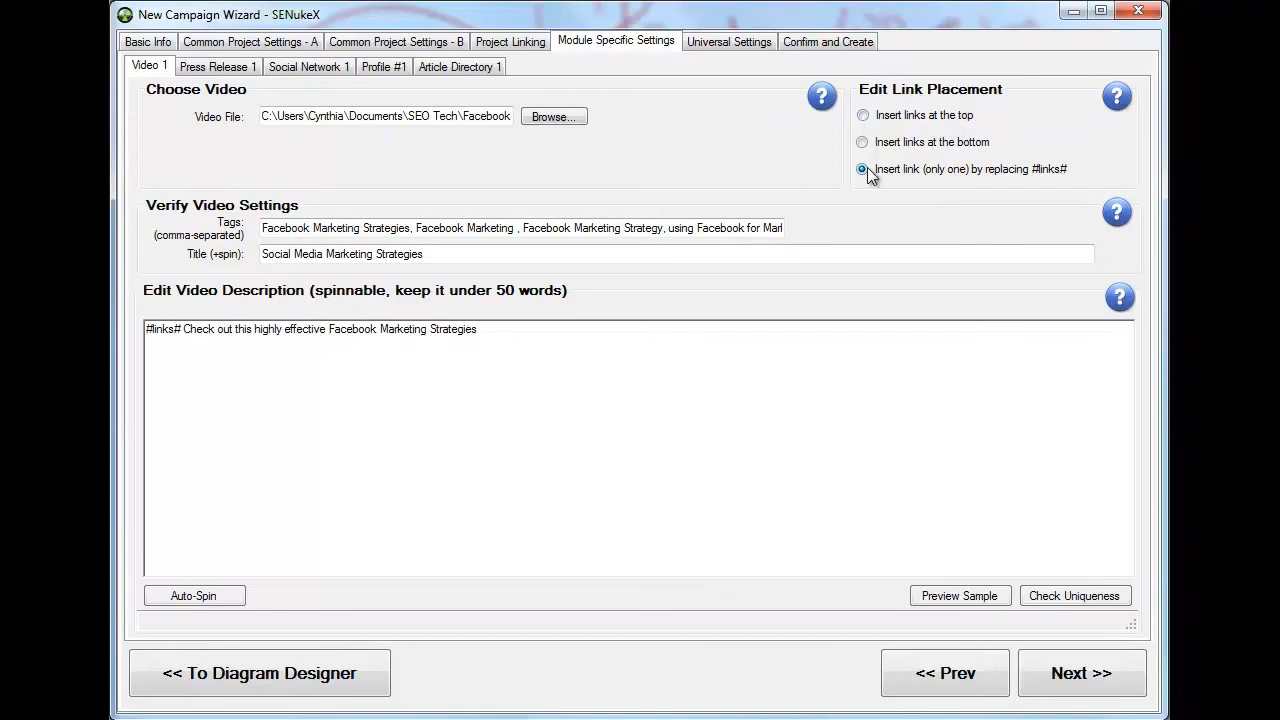 New Campaign Wizard - SENukeX
Basic Info
Common Project Settings - A
Common Project Settings - B
Project Linking
Module Specific Settings
Universal Settings
Confirm and Create
Video 1
Press Release 1
Social Network 1
Profile #1
Article Directory 1
Choose Video
Video File:
C:\Users\Cynthia\Documents\SEO Tech\Facebook
Browse...
Edit Link Placement
Insert links at the top
Insert links at the bottom
Insert link (only one) by replacing #links#
Verify Video Settings
Tags:
(comma-separated)
Facebook Marketing Strategies, Facebook Marketing , Facebook Marketing Strategy, using Facebook for Marl
Title (+spin):
Social Media Marketing Strategies
Edit Video Description (spinnable, keep it under 50 words)
#links# Check out this highly effective Facebook Marketing Strategies
Auto-Spin
Preview Sample
Check Uniqueness
<< To Diagram Designer
<< Prev
Next >>